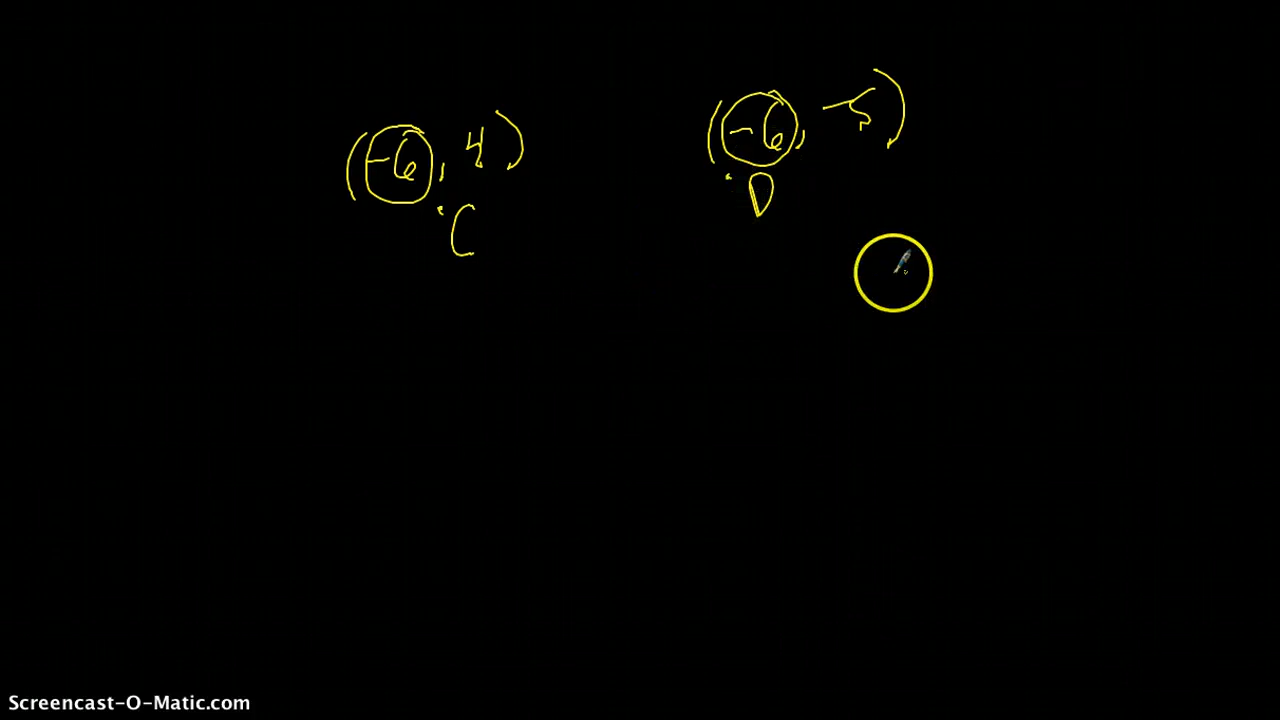 (-6, 4)
C
(-6, -5)
D
Screencast-O-Matic.com